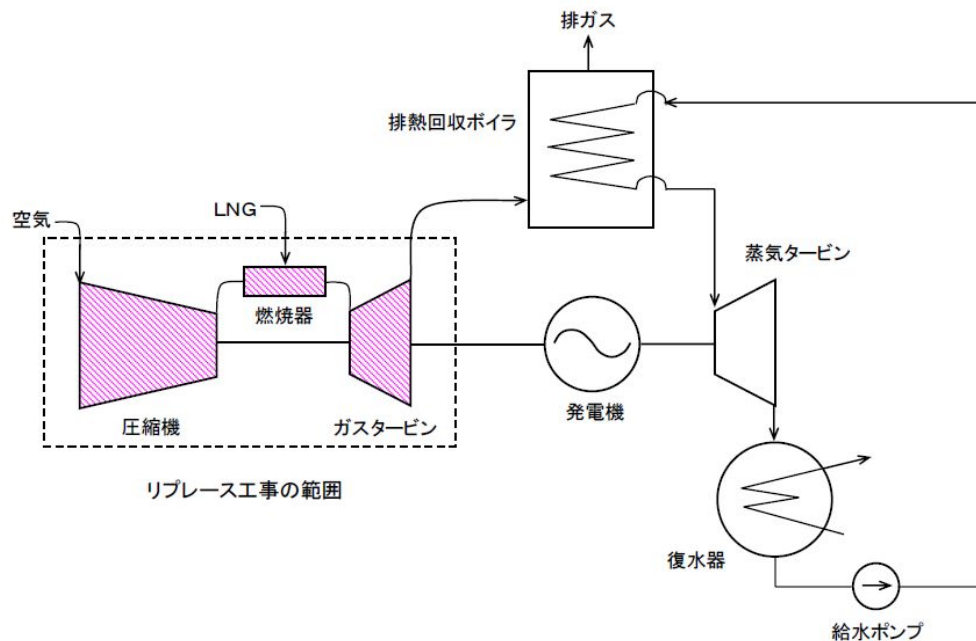 排ガス
排熱回収ボイラ
LNG
空気
蒸気タービン
燃焼器
圧縮機
ガスタービン
発電機
リプレース工事の範囲
復水器
給水ポンプ